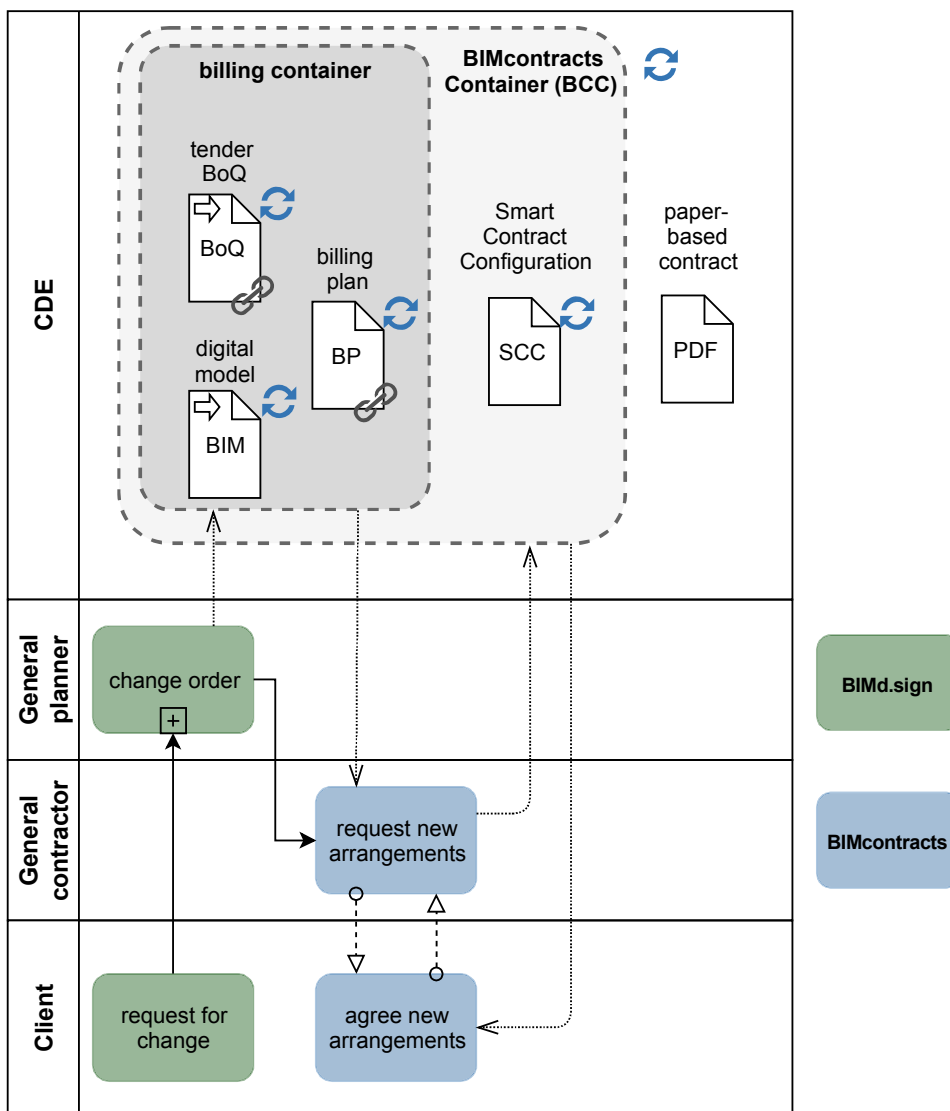 CDE
billing container
BIMcontracts
Container (BCC)
tender
BoQ
BoQ
billing
plan
BP
digital
model
BIM
Smart
Contract
Configuration
SCC
paper-
based
contract
PDF
General
planner
change order
+
BIMd.sign
General
contractor
request new
arrangements
BIMcontracts
Client
request for
change
agree new
arrangements